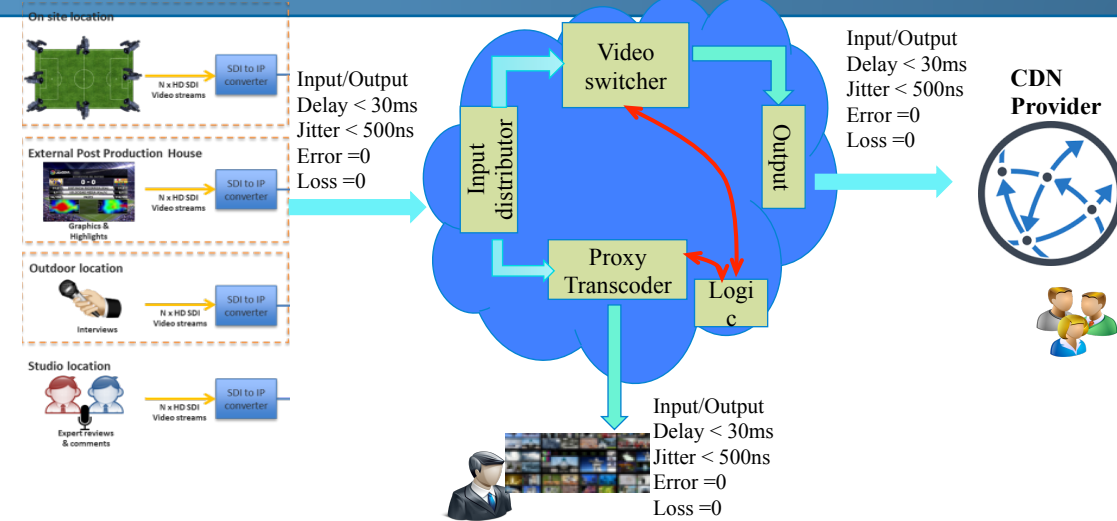 On site location
N x HD SDI
Video streams
SDI to IP
converter
External Post Production House
0 - 0
Graphics &
Highlights
N x HD SDI
Video streams
SDI to IP
converter
Outdoor location
Interviews
N x HD SDI
Video streams
SDI to IP
converter
Studio location
Expert reviews
& comments
N x HD SDI
Video streams
SDI to IP
converter
Input/Output
Delay < 30ms
Jitter < 500ns
Error =0
Loss =0
Input
distributor
Video
switcher
Output
Proxy
Transcoder
Logi
c
Input/Output
Delay < 30ms
Jitter < 500ns
Error =0
Loss =0
Input/Output
Delay < 30ms
Jitter < 500ns
Error =0
Loss =0
CDN
Provider